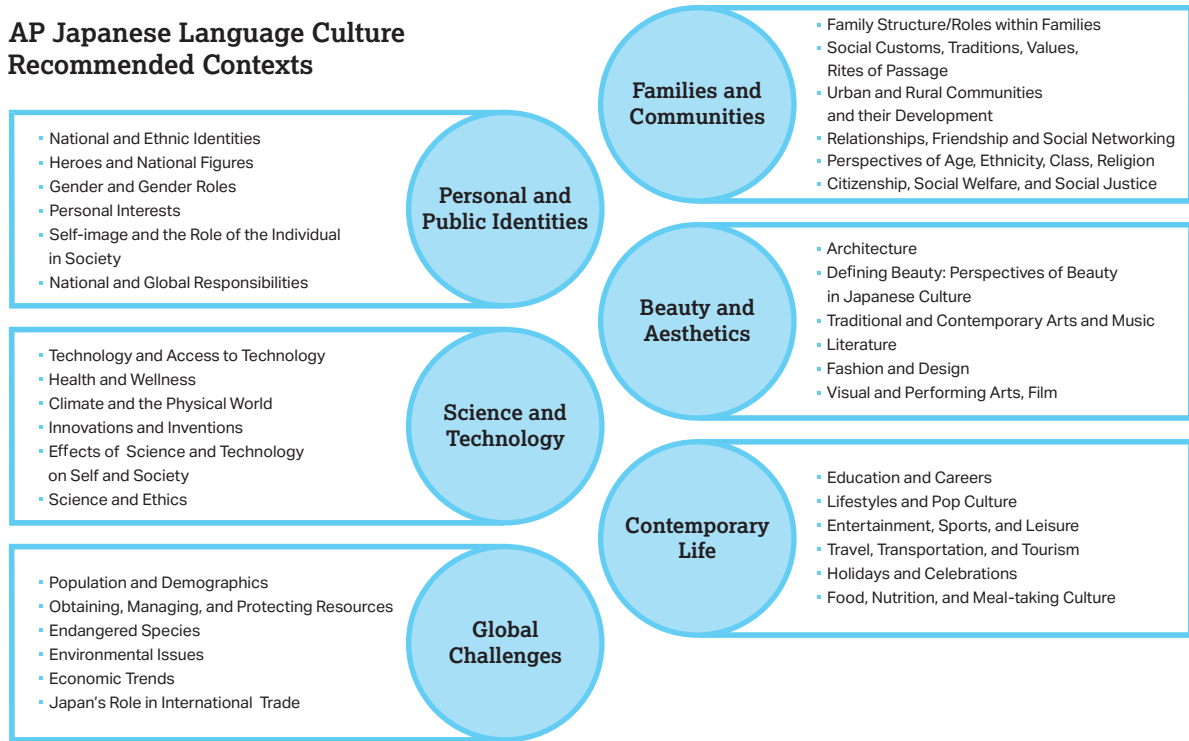 AP Japanese Language Culture
Recommended Contexts
▪ National and Ethnic Identities
▪ Heroes and National Figures
▪ Gender and Gender Roles
▪ Personal Interests
▪ Self-image and the Role of the Individual
in Society
▪ National and Global Responsibilities
Personal and
Public Identities
▪ Technology and Access to Technology
▪ Health and Wellness
▪ Climate and the Physical World
▪ Innovations and Inventions
▪ Effects of Science and Technology
on Self and Society
▪ Science and Ethics
Science and
Technology
▪ Population and Demographics
▪ Obtaining, Managing, and Protecting Resources
▪ Endangered Species
▪ Environmental Issues
▪ Economic Trends
▪ Japan's Role in International Trade
Global
Challenges
Families and
Communities
▪ Family Structure/Roles within Families
▪ Social Customs, Traditions, Values,
Rites of Passage
▪ Urban and Rural Communities
and their Development
▪ Relationships, Friendship and Social Networking
▪ Perspectives of Age, Ethnicity, Class, Religion
▪ Citizenship, Social Welfare, and Social Justice
Beauty and
Aesthetics
▪ Architecture
▪ Defining Beauty: Perspectives of Beauty
in Japanese Culture
▪ Traditional and Contemporary Arts and Music
▪ Literature
▪ Fashion and Design
▪ Visual and Performing Arts, Film
Contemporary
Life
▪ Education and Careers
▪ Lifestyles and Pop Culture
▪ Entertainment, Sports, and Leisure
▪ Travel, Transportation, and Tourism
▪ Holidays and Celebrations
▪ Food, Nutrition, and Meal-taking Culture